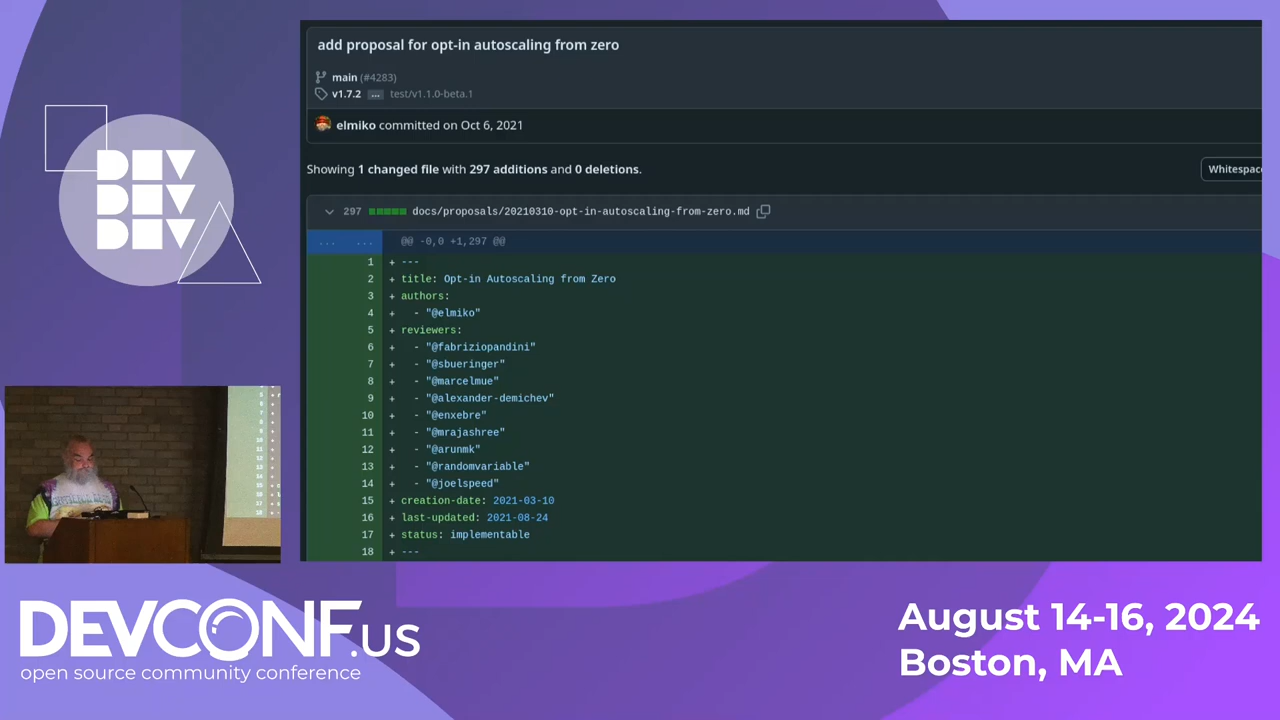 add proposal for opt-in autoscaling from zero
main (#4283)
v1.7.2 ... test/v1.1.0-beta.1
elmiko committed on Oct 6, 2021
Showing 1 changed file with 297 additions and 0 deletions.
Whitespac
297 docs/proposals/20210310-opt-in-autoscaling-from-zero.md
... ... @@ -0,0 +1,297 @@
1 + ---
2 + title: Opt-in Autoscaling from Zero
3 + authors:
4 + - "@elmiko"
5 + reviewers:
6 + - "@fabriziopandini"
7 + - "@sbueringer"
8 + - "@marcelmue"
9 + - "@alexander-demichev"
10 + - "@enxebre"
11 + - "@mrajashree"
12 + - "@arunmk"
13 + - "@randomvariable"
14 + - "@joelspeed"
15 + creation-date: 2021-03-10
16 + last-updated: 2021-08-24
17 + status: implementable
18 + ---
DEV
DEV
DEV
DEVCONF.US
open source community conference
August 14-16, 2024
Boston, MA